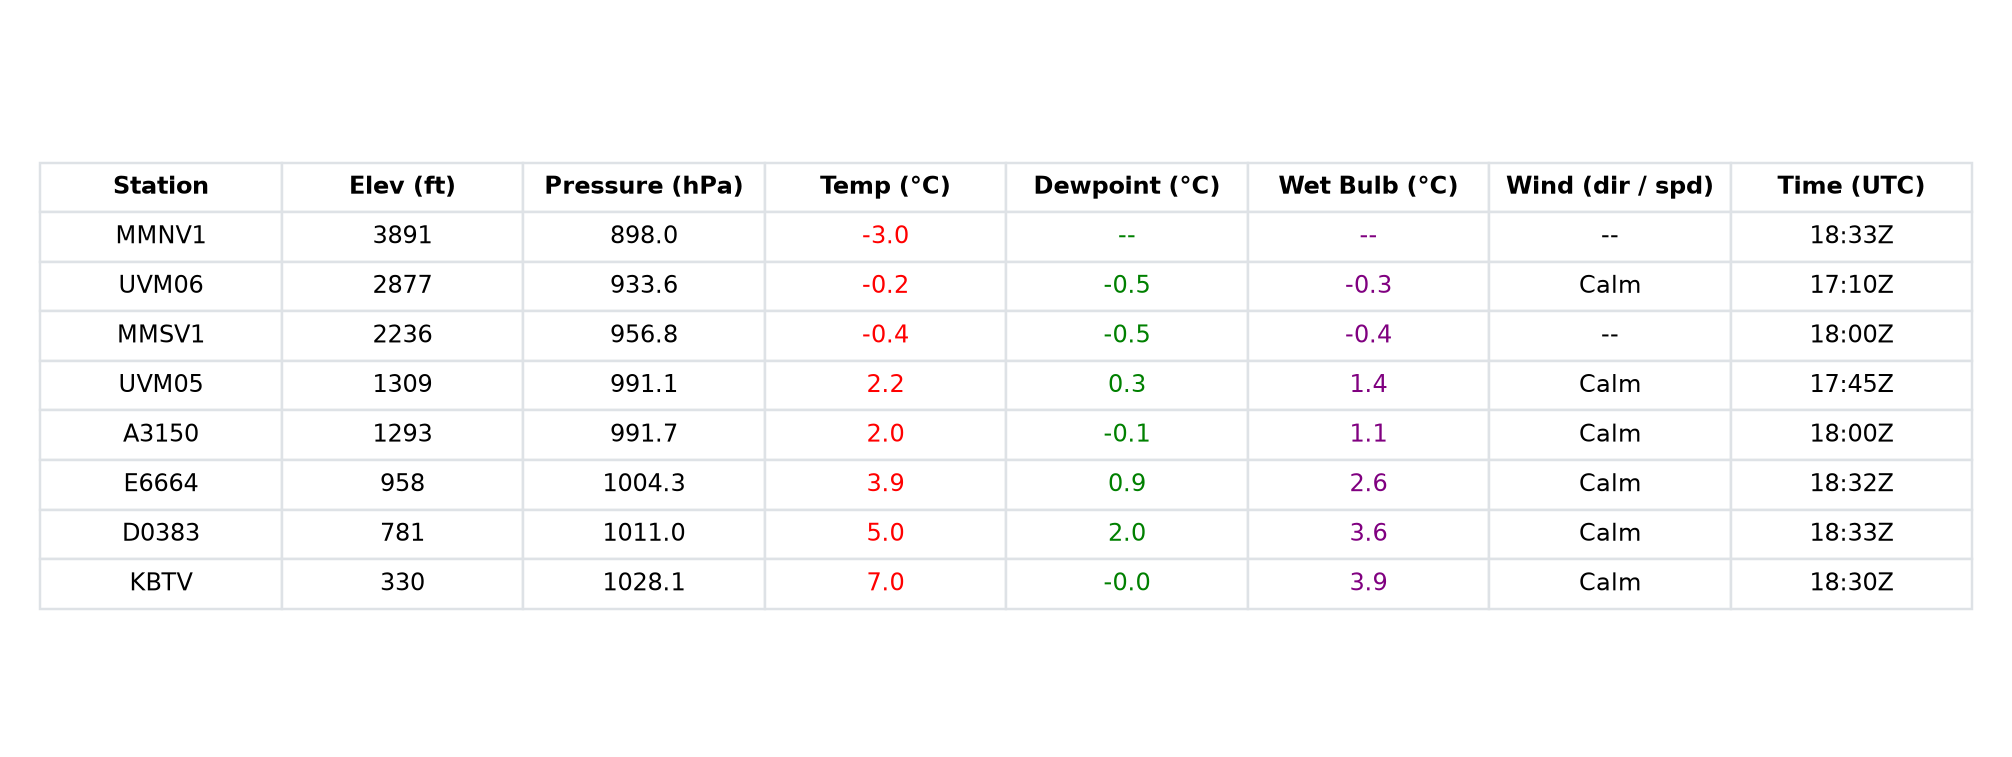 Station Elev (ft) Pressure (hPa) Temp (°C) Dewpoint (°C) Wet Bulb (°C) Wind (dir / spd) Time (UTC)
MMNV1 3891 898.0 -3.0 -- -- -- 18:33Z
UVM06 2877 933.6 -0.2 -0.5 -0.3 Calm 17:10Z
MMSV1 2236 956.8 -0.4 -0.5 -0.4 -- 18:00Z
UVM05 1309 991.1 2.2 0.3 1.4 Calm 17:45Z
A3150 1293 991.7 2.0 -0.1 1.1 Calm 18:00Z
E6664 958 1004.3 3.9 0.9 2.6 Calm 18:32Z
D0383 781 1011.0 5.0 2.0 3.6 Calm 18:33Z
KBTV 330 1028.1 7.0 -0.0 3.9 Calm 18:30Z